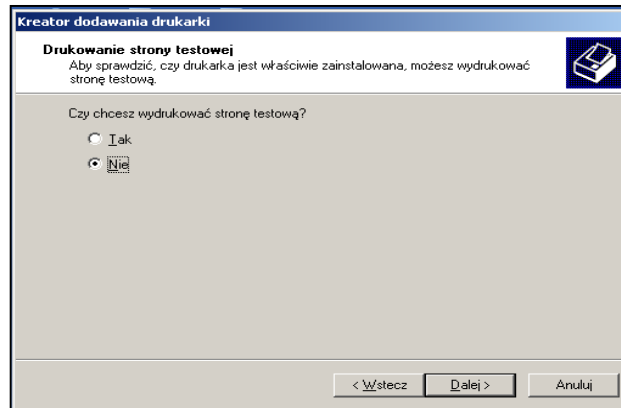 Kreator dodawania drukarki
Drukowanie strony testowej
Aby sprawdzić, czy drukarka jest właściwie zainstalowana, możesz wydrukować
stronę testową.
Czy chcesz wydrukować stronę testową?
Tak
Nie
< Wstecz Dalej > Anuluj